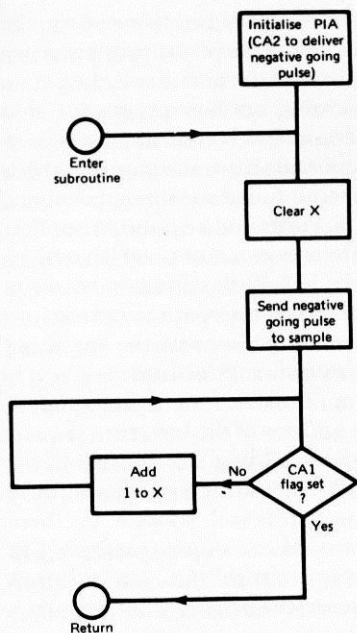 Initialise PIA
(CA2 to deliver
negative going
pulse)
Enter
subroutine
Clear X
Send negative
going pulse
to sample
CA1
flag set
?
No
Add
1 to X
Yes
Return